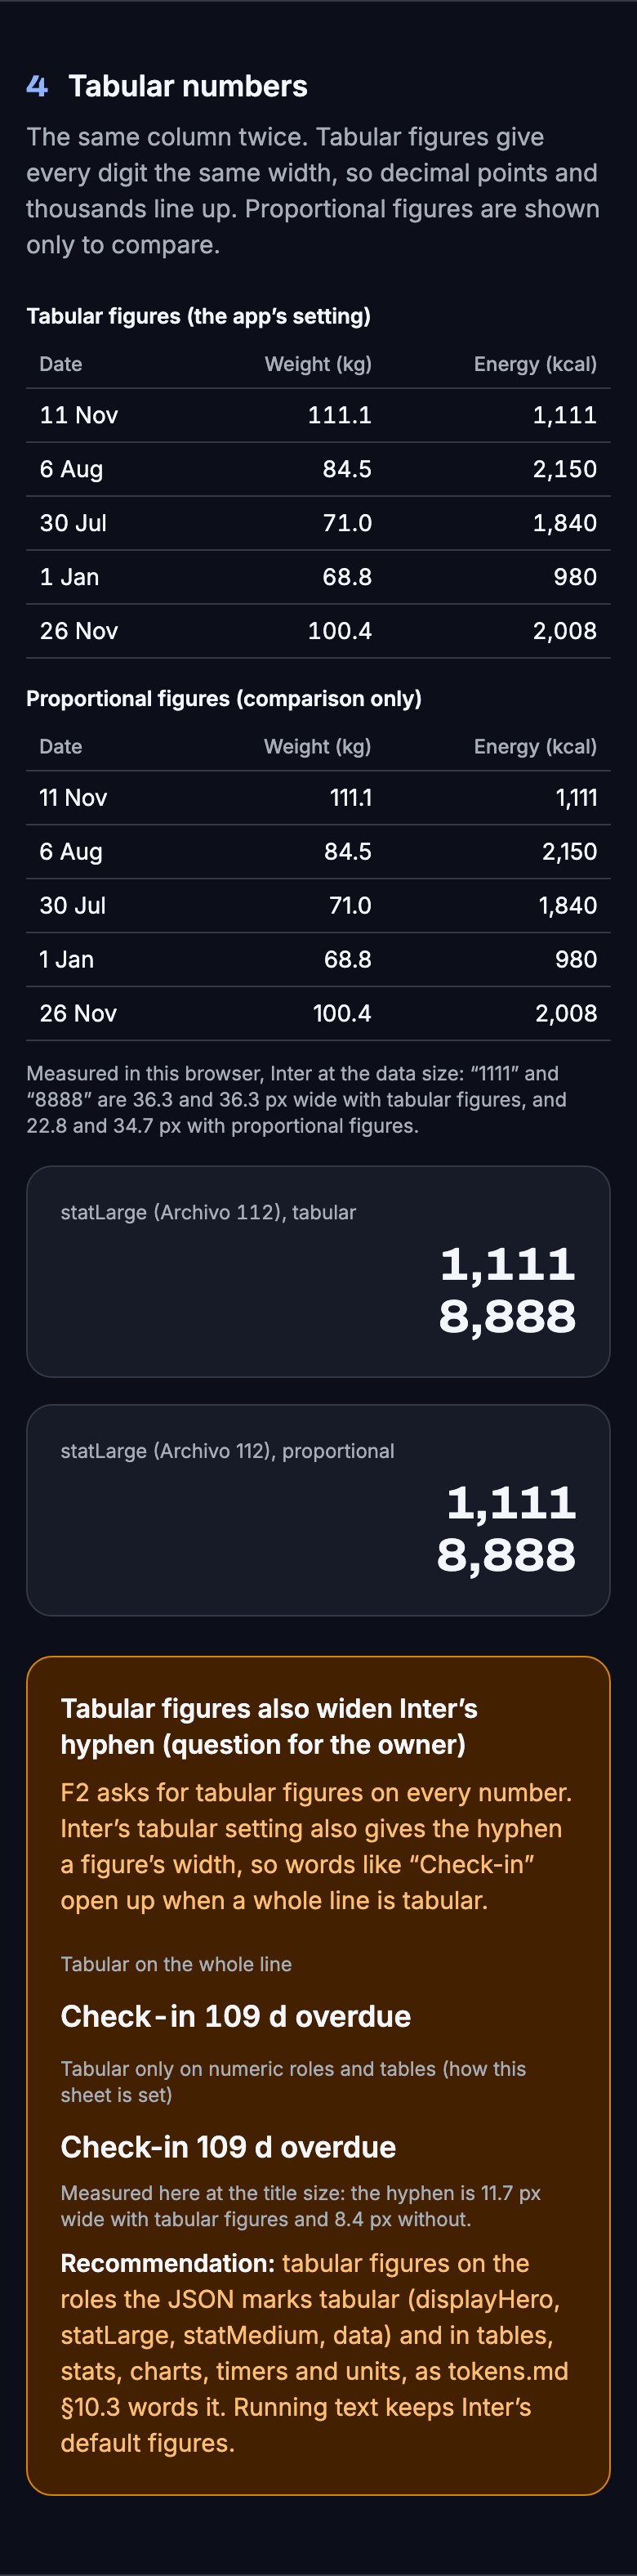 4 Tabular numbers
The same column twice. Tabular figures give
every digit the same width, so decimal points and
thousands line up. Proportional figures are shown
only to compare.
Tabular figures (the app’s setting)
Date Weight (kg) Energy (kcal)
11 Nov 111.1 1,111
6 Aug 84.5 2,150
30 Jul 71.0 1,840
1 Jan 68.8 980
26 Nov 100.4 2,008
Proportional figures (comparison only)
Date Weight (kg) Energy (kcal)
11 Nov 111.1 1,111
6 Aug 84.5 2,150
30 Jul 71.0 1,840
1 Jan 68.8 980
26 Nov 100.4 2,008
Measured in this browser, Inter at the data size: “1111” and
“8888” are 36.3 and 36.3 px wide with tabular figures, and
22.8 and 34.7 px with proportional figures.
statLarge (Archivo 112), tabular
1,111
8,888
statLarge (Archivo 112), proportional
1,111
8,888
Tabular figures also widen Inter’s
hyphen (question for the owner)
F2 asks for tabular figures on every number.
Inter’s tabular setting also gives the hyphen
a figure’s width, so words like “Check-in”
open up when a whole line is tabular.
Tabular on the whole line
Check-in 109 d overdue
Tabular only on numeric roles and tables (how this
sheet is set)
Check-in 109 d overdue
Measured here at the title size: the hyphen is 11.7 px
wide with tabular figures and 8.4 px without.
Recommendation: tabular figures on the
roles the JSON marks tabular (displayHero,
statLarge, statMedium, data) and in tables,
stats, charts, timers and units, as tokens.md
§10.3 words it. Running text keeps Inter’s
default figures.